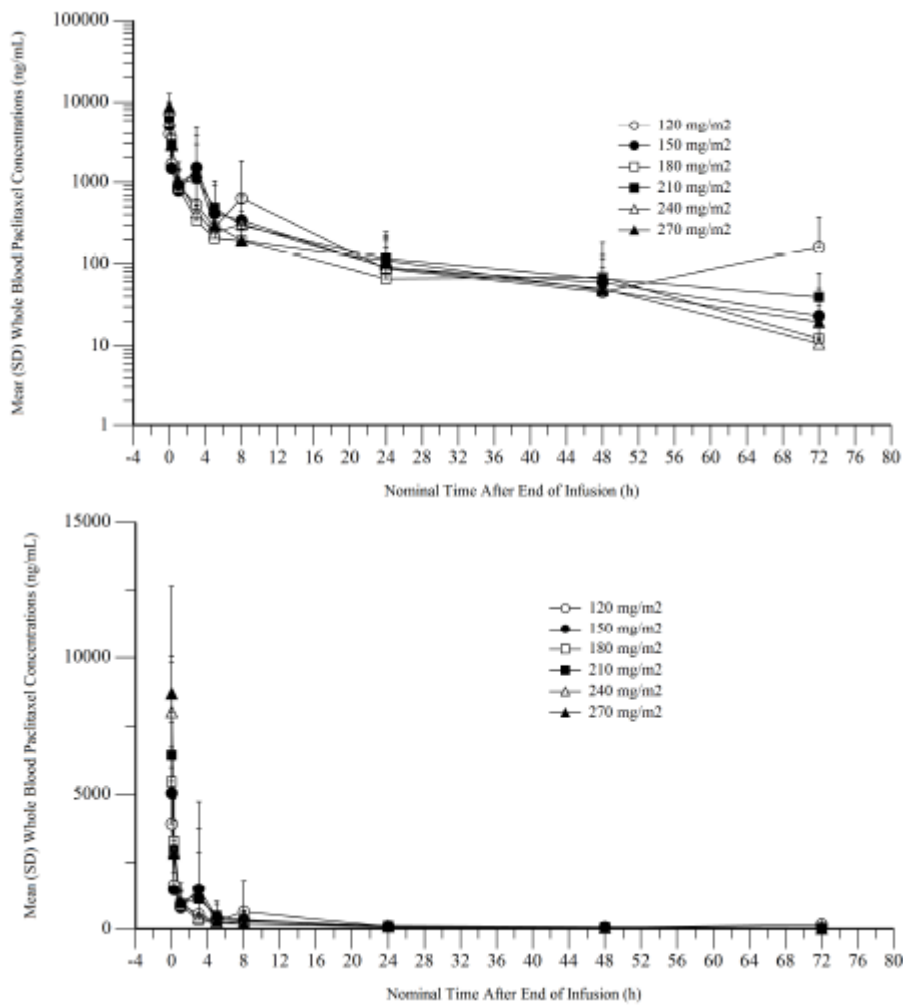 100000
10000
1000
100
10
1
Mear (SD) Whole Blood Paclitaxel Concentrations (ng/mL)
120 mg/m2
150 mg/m2
180 mg/m2
210 mg/m2
240 mg/m2
270 mg/m2
-4 0 4 8 12 16 20 24 28 32 36 40 44 48 52 56 60 64 68 72 76 80
Nominal Time After End of Infusion (h)
15000
10000
5000
0
Mean (SD) Whole Blood Paclitaxel Concentrations (ng/mL)
120 mg/m2
150 mg/m2
180 mg/m2
210 mg/m2
240 mg/m2
270 mg/m2
-4 0 4 8 12 16 20 24 28 32 36 40 44 48 52 56 60 64 68 72 76 80
Nominal Time After End of Infusion (h)